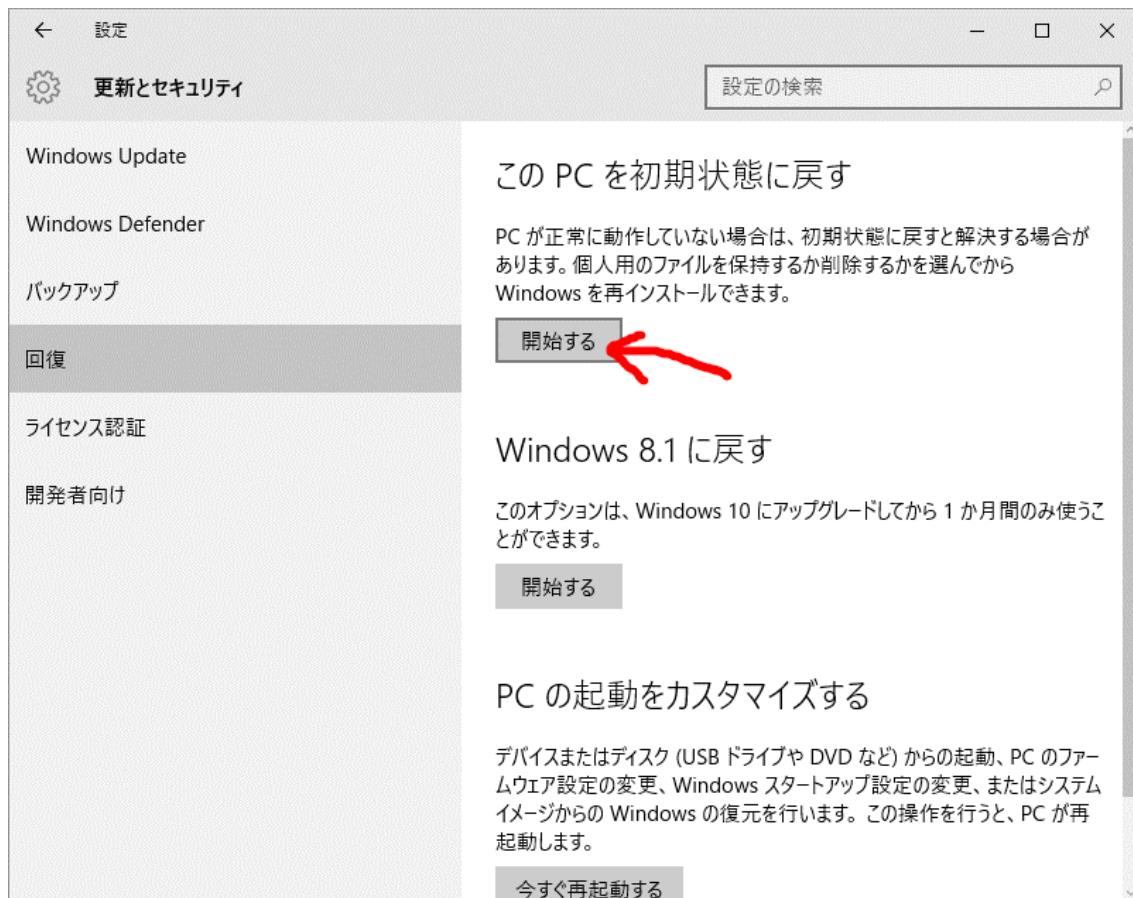 設定
更新とセキュリティ
設定の検索
Windows Update
Windows Defender
バックアップ
回復
ライセンス認証
開発者向け
この PC を初期状態に戻す
PC が正常に動作していない場合は、初期状態に戻すと解決する場合が
あります。個人用のファイルを保持するか削除するかを選んでから
Windows を再インストールできます。
開始する
Windows 8.1 に戻す
このオプションは、Windows 10 にアップグレードしてから 1 か月間のみ使うこ
とができます。
開始する
PC の起動をカスタマイズする
デバイスまたはディスク (USB ドライブや DVD など) からの起動、PC のファー
ムウェア設定の変更、Windows スタートアップ設定の変更、またはシステム
イメージからの Windows の復元を行います。この操作を行うと、PC が再
起動します。
今すぐ再起動する